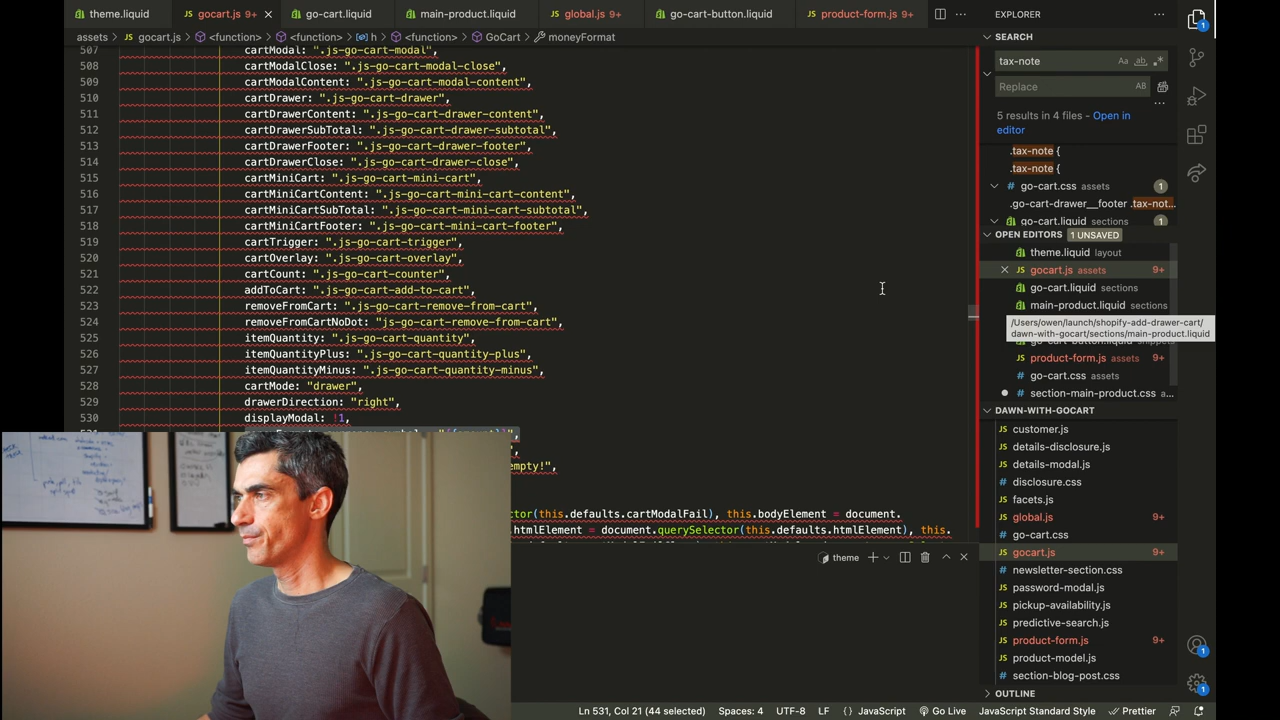 theme.liquid
gocart.js 9+
go-cart.liquid
main-product.liquid
global.js 9+
go-cart-button.liquid
product-form.js 9+
EXPLORER
assets > gocart.js > <function> > <function> > h > <function> > GoCart > moneyFormat
507 cartModal: ".js-go-cart-modal",
508 cartModalClose: ".js-go-cart-modal-close",
509 cartModalContent: ".js-go-cart-modal-content",
510 cartDrawer: ".js-go-cart-drawer",
511 cartDrawerContent: ".js-go-cart-drawer-content",
512 cartDrawerSubTotal: ".js-go-cart-drawer-subtotal",
513 cartDrawerFooter: ".js-go-cart-drawer-footer",
514 cartDrawerClose: ".js-go-cart-drawer-close",
515 cartMiniCart: ".js-go-cart-mini-cart",
516 cartMiniCartContent: ".js-go-cart-mini-cart-content",
517 cartMiniCartSubTotal: ".js-go-cart-mini-cart-subtotal",
518 cartMiniCartFooter: ".js-go-cart-mini-cart-footer",
519 cartTrigger: ".js-go-cart-trigger",
520 cartOverlay: ".js-go-cart-overlay",
521 cartCount: ".js-go-cart-counter",
522 addToCart: ".js-go-cart-add-to-cart",
523 removeFromCart: ".js-go-cart-remove-from-cart",
524 removeFromCartNoDot: "js-go-cart-remove-from-cart",
525 itemQuantity: ".js-go-cart-quantity",
526 itemQuantityPlus: ".js-go-cart-quantity-plus",
527 itemQuantityMinus: ".js-go-cart-quantity-minus",
528 cartMode: "drawer",
529 drawerDirection: "right",
530 displayModal: !1,
empty!",
ctor(this.defaults.cartModalFail), this.bodyElement = document.
.htmlElement = document.querySelector(this.defaults.htmlElement), this.
theme
SEARCH
tax-note
Aa ab .*
Replace
AB
5 results in 4 files - Open in
editor
.tax-note {
.tax-note {
go-cart.css assets 1
.go-cart-drawer__footer .tax-not...
go-cart.liquid sections 1
OPEN EDITORS 1 UNSAVED
theme.liquid layout
gocart.js assets 9+
go-cart.liquid sections
main-product.liquid sections
/Users/owen/launch/shopify-add-drawer-cart/
dawn-with-gocart/sections/main-product.liquid
product-form.js assets 9+
go-cart.css assets
section-main-product.css a...
DAWN-WITH-GOCART
customer.js
details-disclosure.js
details-modal.js
disclosure.css
facets.js
global.js 9+
go-cart.css
gocart.js 9+
newsletter-section.css
password-modal.js
pickup-availability.js
predictive-search.js
product-form.js 9+
product-model.js
section-blog-post.css
OUTLINE
1
1
1
Ln 531, Col 21 (44 selected) Spaces: 4 UTF-8 LF {} JavaScript Go Live JavaScript Standard Style Prettier